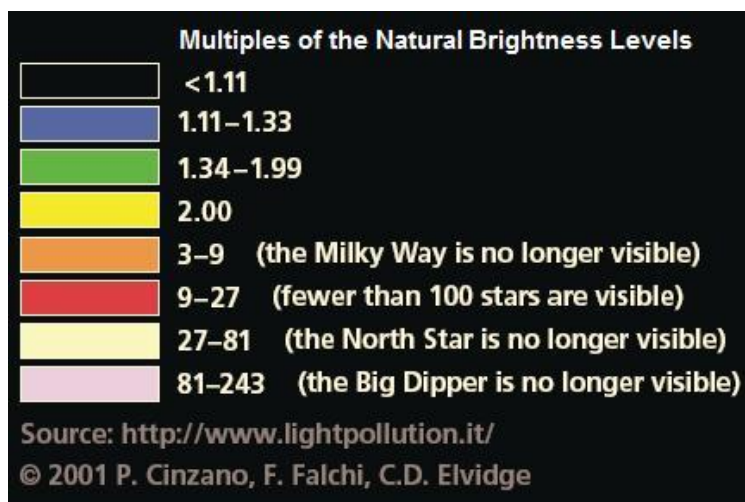 Multiples of the Natural Brightness Levels
<1.11
1.11–1.33
1.34–1.99
2.00
3–9 (the Milky Way is no longer visible)
9–27 (fewer than 100 stars are visible)
27–81 (the North Star is no longer visible)
81–243 (the Big Dipper is no longer visible)
Source: http://www.lightpollution.it/
© 2001 P. Cinzano, F. Falchi, C.D. Elvidge